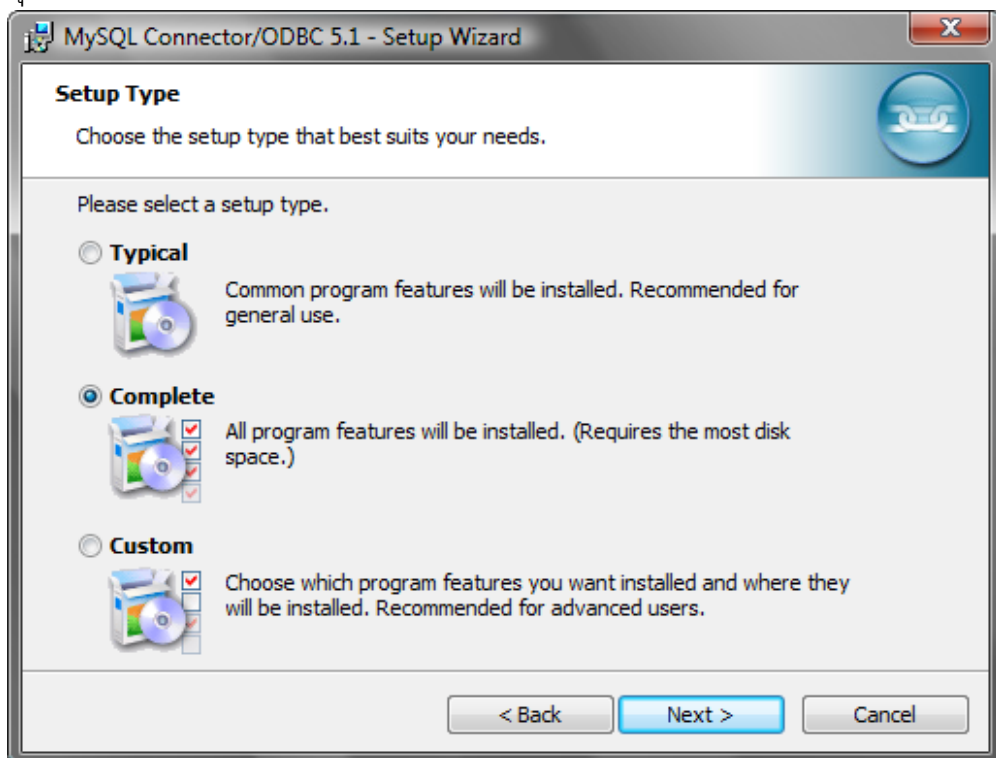 MySQL Connector/ODBC 5.1 - Setup Wizard
Setup Type
Choose the setup type that best suits your needs.
Please select a setup type.
Typical
Common program features will be installed. Recommended for
general use.
Complete
All program features will be installed. (Requires the most disk
space.)
Custom
Choose which program features you want installed and where they
will be installed. Recommended for advanced users.
< Back
Next >
Cancel